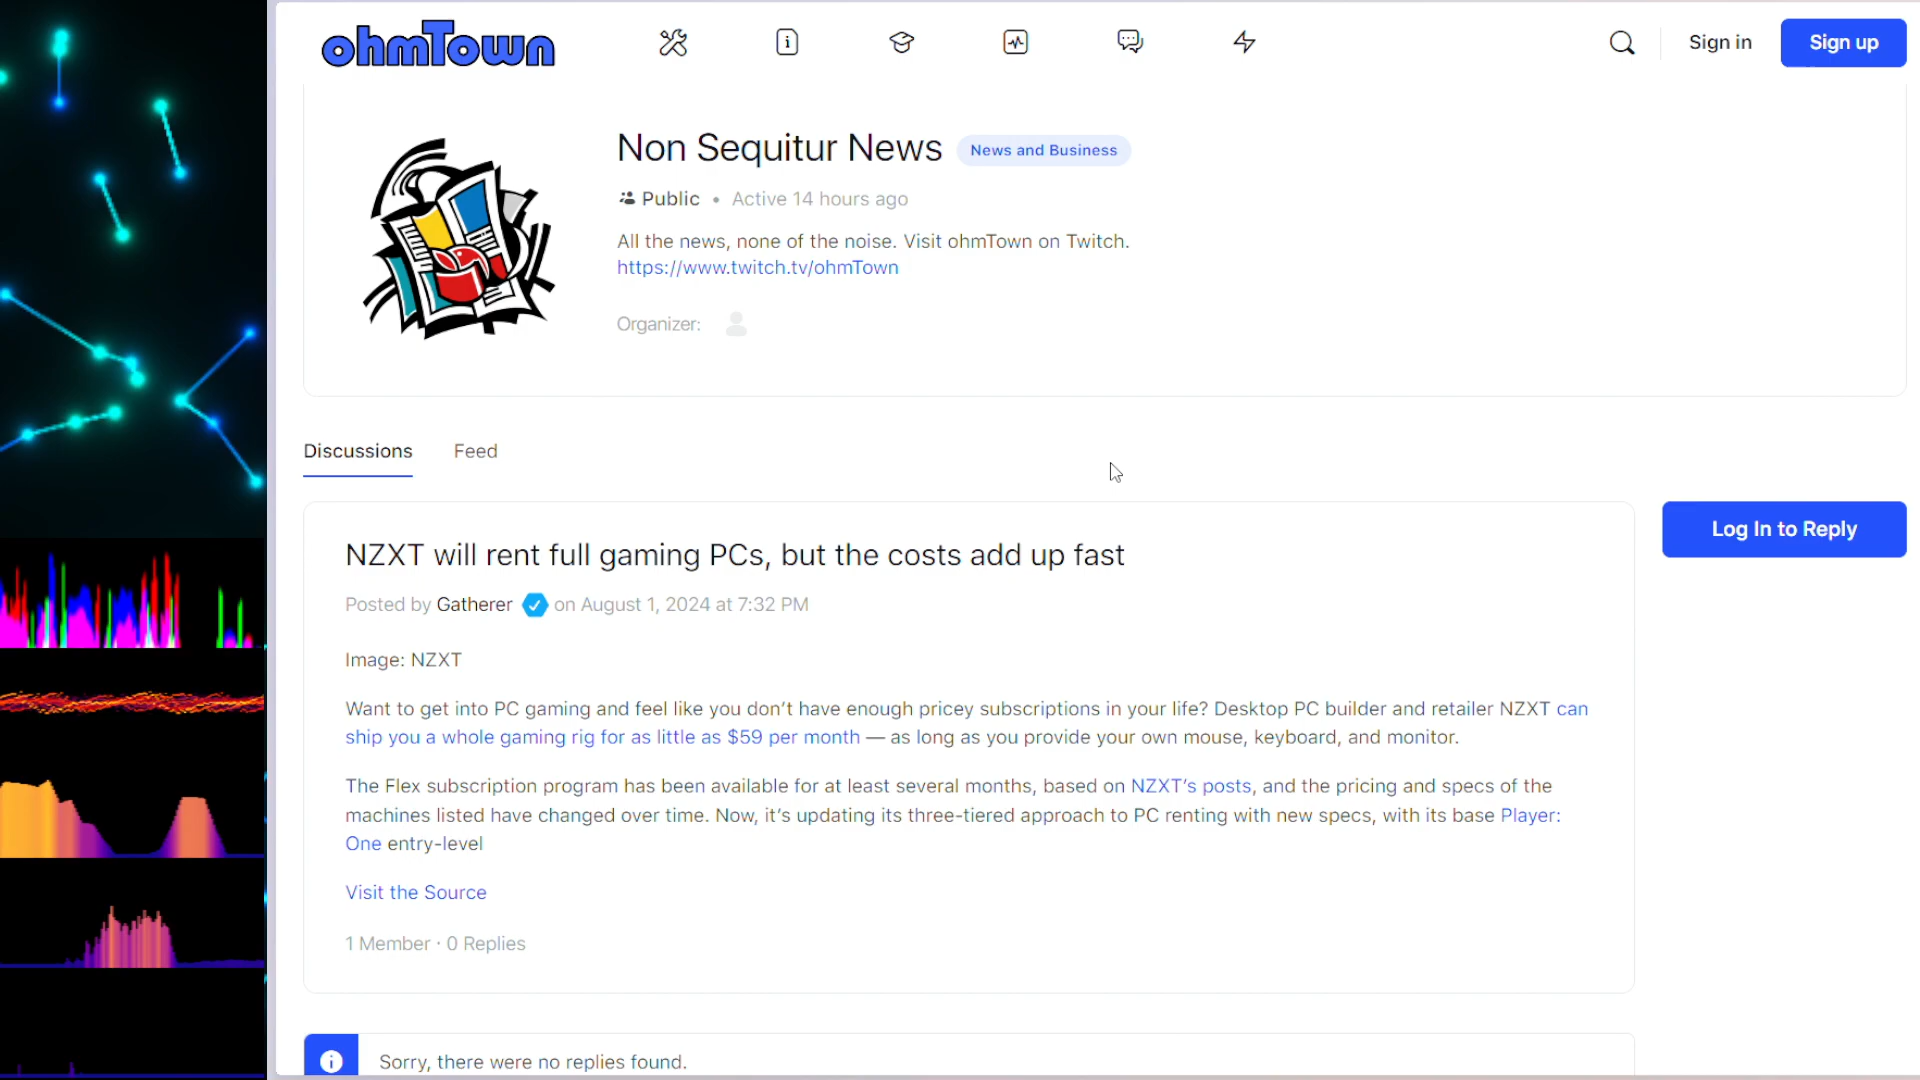 ohmTown
Sign in
Sign up
Non Sequitur News
News and Business
Public • Active 14 hours ago
All the news, none of the noise. Visit ohmTown on Twitch.
https://www.twitch.tv/ohmTown
Organizer:
Discussions
Feed
Log In to Reply
NZXT will rent full gaming PCs, but the costs add up fast
Posted by Gatherer on August 1, 2024 at 7:32 PM
Image: NZXT
Want to get into PC gaming and feel like you don’t have enough pricey subscriptions in your life? Desktop PC builder and retailer NZXT can
ship you a whole gaming rig for as little as $59 per month — as long as you provide your own mouse, keyboard, and monitor.
The Flex subscription program has been available for at least several months, based on NZXT’s posts, and the pricing and specs of the
machines listed have changed over time. Now, it’s updating its three-tiered approach to PC renting with new specs, with its base Player:
One entry-level
Visit the Source
1 Member · 0 Replies
Sorry, there were no replies found.